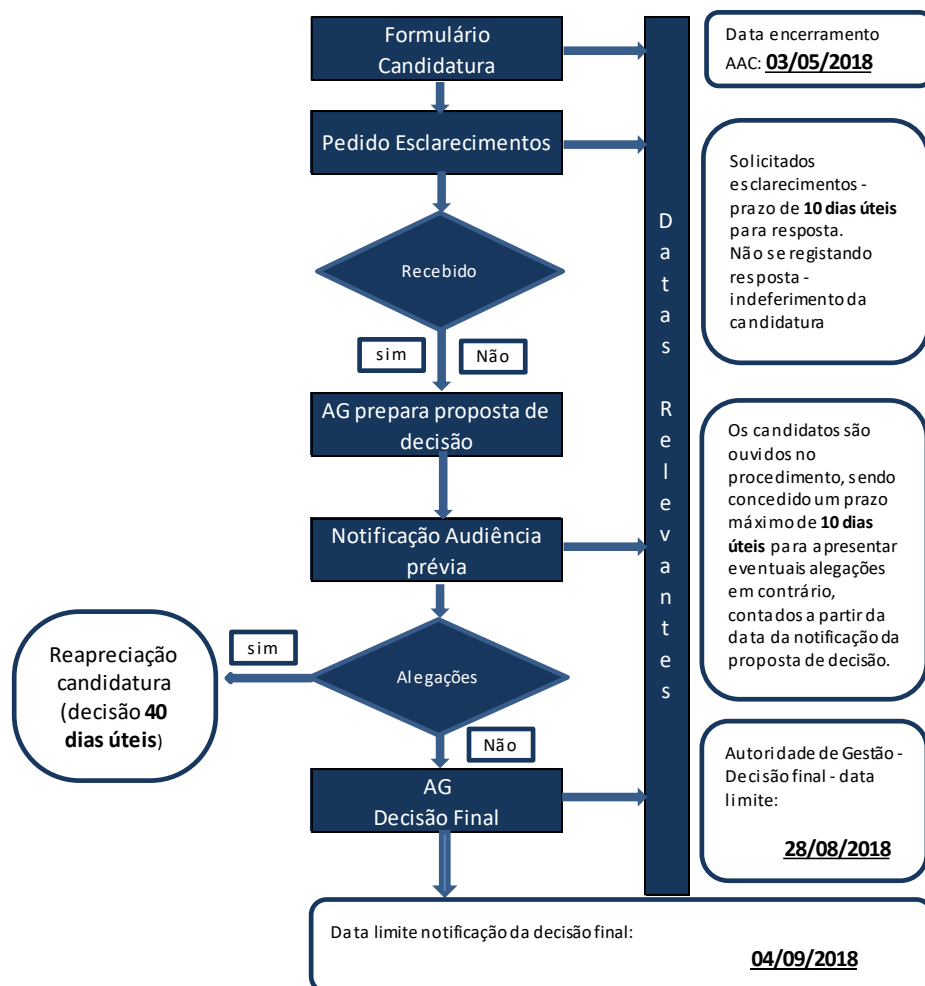 Formulário
Candidatura
Data encerramento
AAC: 03/05/2018
Pedido Esclarecimentos
Solicitados
esclarecimentos -
prazo de 10 dias úteis
para resposta.
Não se registando
resposta -
indeferimento da
candidatura
Recebido
sim
Não
AG prepara proposta de
decisão
Datas Relevantes
Os candidatos são
ouvidos no
procedimento, sendo
concedido um prazo
máximo de 10 dias
úteis para apresentar
eventuais alegações
em contrário,
contados a partir da
data da notificação da
proposta de decisão.
Notificação Audiência
prévia
Alegações
sim
Reapreciação
candidatura
(decisão 40
dias úteis)
Não
AG
Decisão Final
Autoridade de Gestão -
Decisão final - data
limite:
28/08/2018
Data limite notificação da decisão final:
04/09/2018